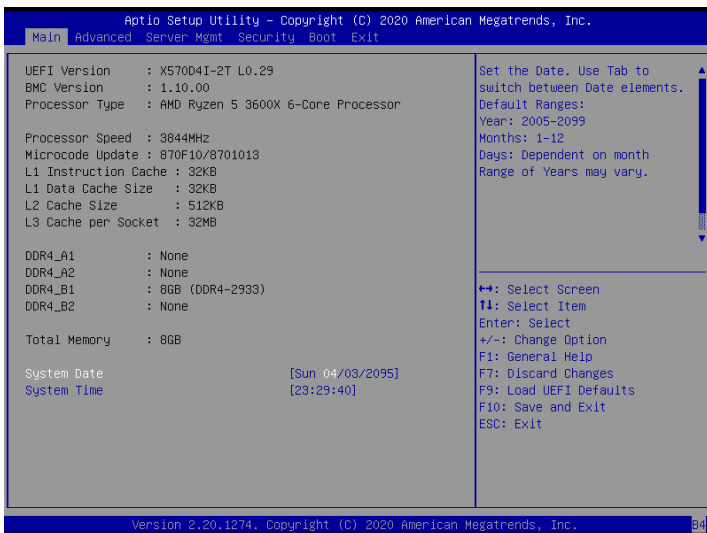 Aptio Setup Utility – Copyright (C) 2020 American Megatrends, Inc.
Main Advanced Server Mgmt Security Boot Exit
UEFI Version : X570D4I-2T L0.29
BMC Version : 1.10.00
Processor Type : AMD Ryzen 5 3600X 6-Core Processor
Processor Speed : 3844MHz
Microcode Update : 870F10/8701013
L1 Instruction Cache : 32KB
L1 Data Cache Size : 32KB
L2 Cache Size : 512KB
L3 Cache per Socket : 32MB
DDR4_A1 : None
DDR4_A2 : None
DDR4_B1 : 8GB (DDR4-2933)
DDR4_B2 : None
Total Memory : 8GB
System Date [Sun 04/03/2095]
System Time [23:29:40]
Set the Date. Use Tab to
switch between Date elements.
Default Ranges:
Year: 2005-2099
Months: 1-12
Days: Dependent on month
Range of Years may vary.
↔: Select Screen
↑↓: Select Item
Enter: Select
+/-: Change Option
F1: General Help
F7: Discard Changes
F9: Load UEFI Defaults
F10: Save and Exit
ESC: Exit
Version 2.20.1274. Copyright (C) 2020 American Megatrends, Inc.
B4